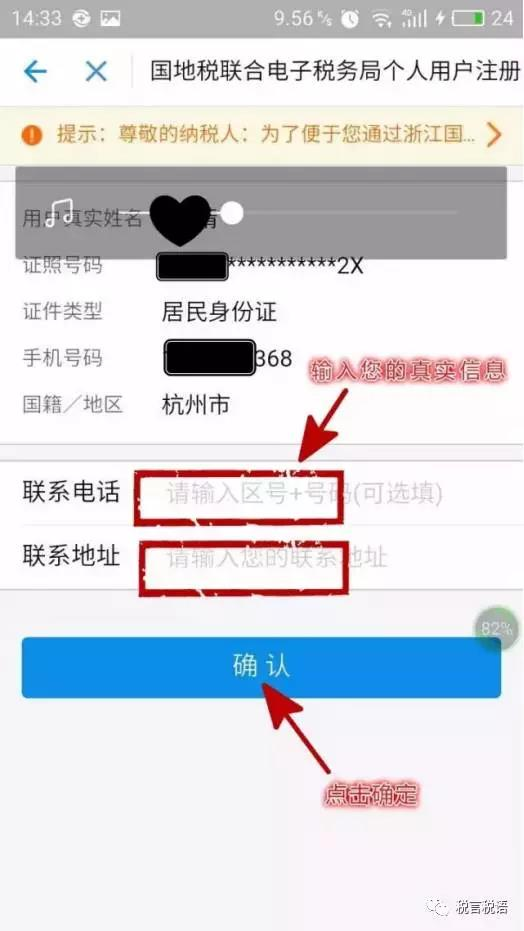 14:33
9.56 K/s
4G
24
国地税联合电子税务局个人用户注册
提示：尊敬的纳税人：为了便于您通过浙江国...
用户真实姓名
证照号码 ***********2X
证件类型 居民身份证
手机号码 368
国籍／地区 杭州市
输入您的真实信息
联系电话 请输入区号+号码(可选填)
联系地址 请输入您的联系地址
82%
确 认
点击确定
税言税语